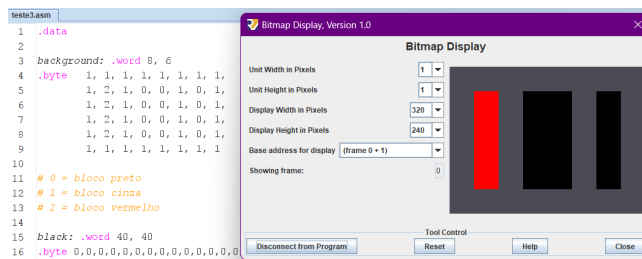 teste3.asm
1 .data
2
3 background: .word 8, 6
4 .byte 1, 1, 1, 1, 1, 1, 1, 1,
5 1, 2, 1, 0, 0, 1, 0, 1,
6 1, 2, 1, 0, 0, 1, 0, 1,
7 1, 2, 1, 0, 0, 1, 0, 1,
8 1, 2, 1, 0, 0, 1, 0, 1,
9 1, 1, 1, 1, 1, 1, 1, 1
10
11 # 0 = bloco preto
12 # 1 = bloco cinza
13 # 2 = bloco vermelho
14
15 black: .word 40, 40
16 .byte 0,0,0,0,0,0,0,0,0,0,0,0,0,0
Bitmap Display, Version 1.0
Bitmap Display
Unit Width in Pixels 1
Unit Height in Pixels 1
Display Width in Pixels 320
Display Height in Pixels 240
Base address for display (frame 0 + 1)
Showing frame: 0
Tool Control
Disconnect from Program Reset Help Close